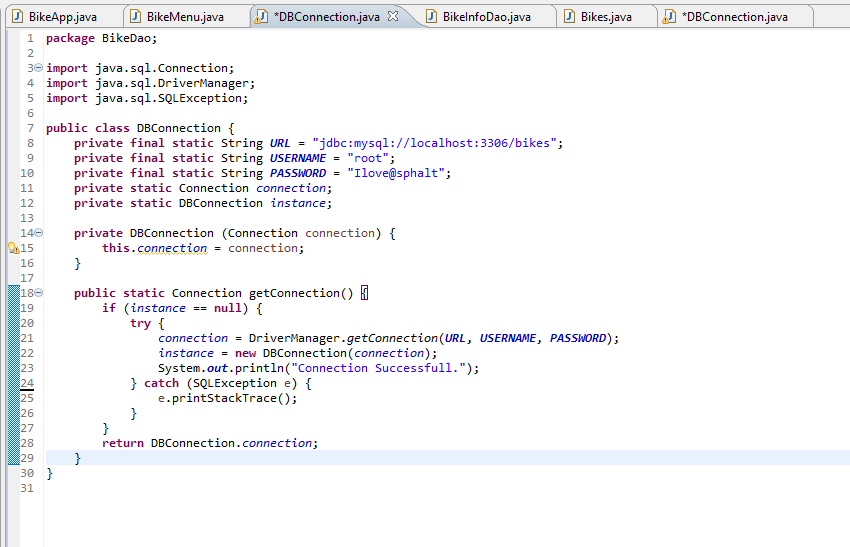 BikeApp.java BikeMenu.java *DBConnection.java BikeInfoDao.java Bikes.java *DBConnection.java
1 package BikeDao;
2
3 import java.sql.Connection;
4 import java.sql.DriverManager;
5 import java.sql.SQLException;
6
7 public class DBConnection {
8     private final static String URL = "jdbc:mysql://localhost:3306/bikes";
9     private final static String USERNAME = "root";
10     private final static String PASSWORD = "Ilove@sphalt";
11     private static Connection connection;
12     private static DBConnection instance;
13
14     private DBConnection (Connection connection) {
15         this.connection = connection;
16     }
17
18     public static Connection getConnection() {
19         if (instance == null) {
20             try {
21                 connection = DriverManager.getConnection(URL, USERNAME, PASSWORD);
22                 instance = new DBConnection(connection);
23                 System.out.println("Connection Successfull.");
24             } catch (SQLException e) {
25                 e.printStackTrace();
26             }
27         }
28         return DBConnection.connection;
29     }
30 }
31